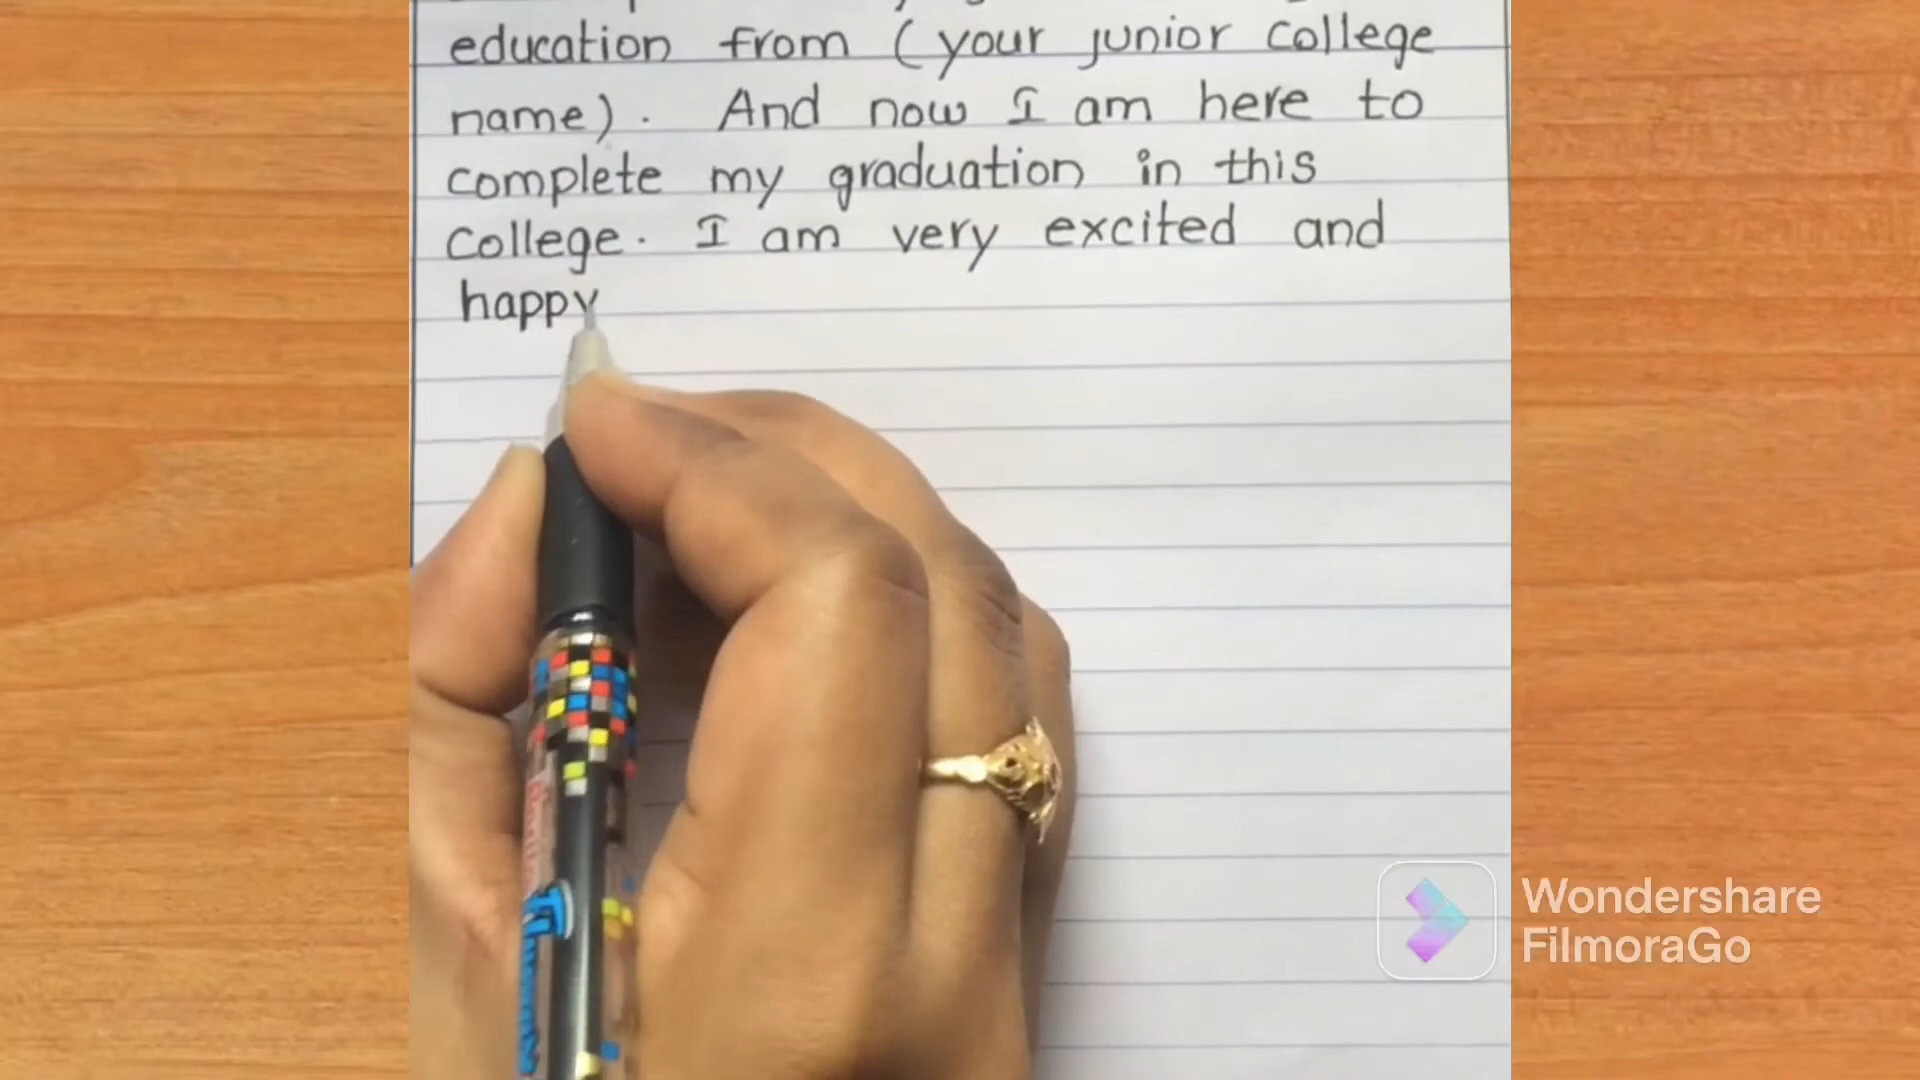 education from (your junior college
name). And now I am here to
complete my graduation in this
college. I am very excited and
happy
Wondershare
FilmoraGo